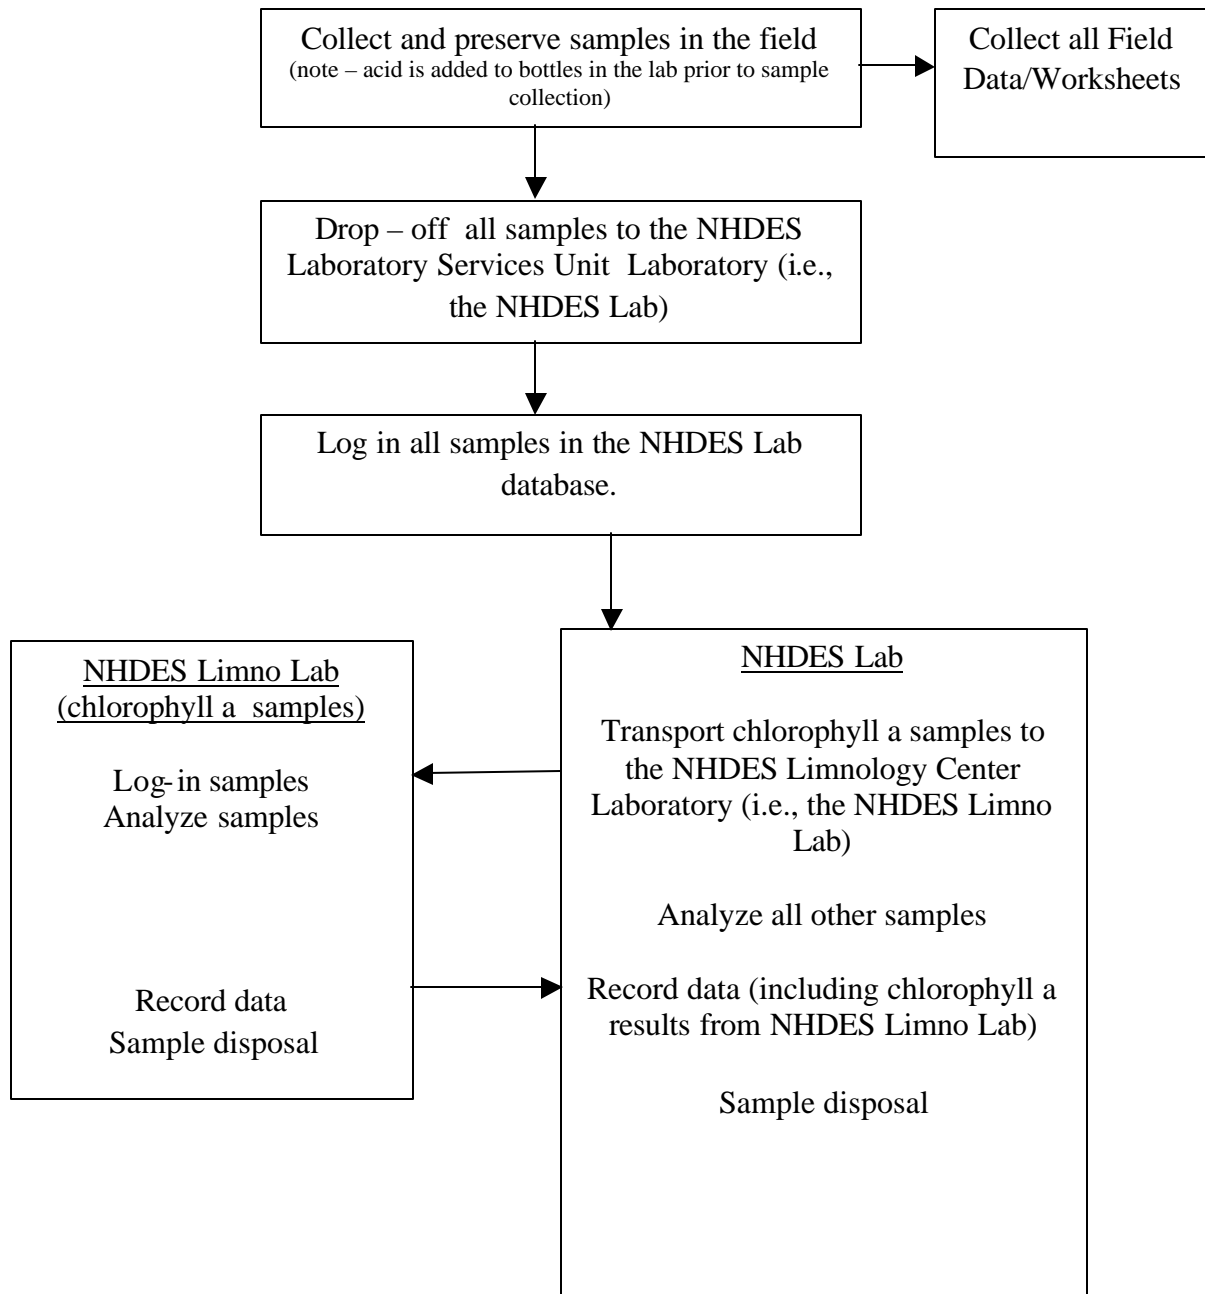 Collect and preserve samples in the field
(note – acid is added to bottles in the lab prior to sample
collection)
Collect all Field
Data/Worksheets
Drop – off all samples to the NHDES
Laboratory Services Unit Laboratory (i.e.,
the NHDES Lab)
Log in all samples in the NHDES Lab
database.
NHDES Limno Lab
(chlorophyll a samples)
Log-in samples
Analyze samples
Record data
Sample disposal
NHDES Lab
Transport chlorophyll a samples to
the NHDES Limnology Center
Laboratory (i.e., the NHDES Limno
Lab)
Analyze all other samples
Record data (including chlorophyll a
results from NHDES Limno Lab)
Sample disposal